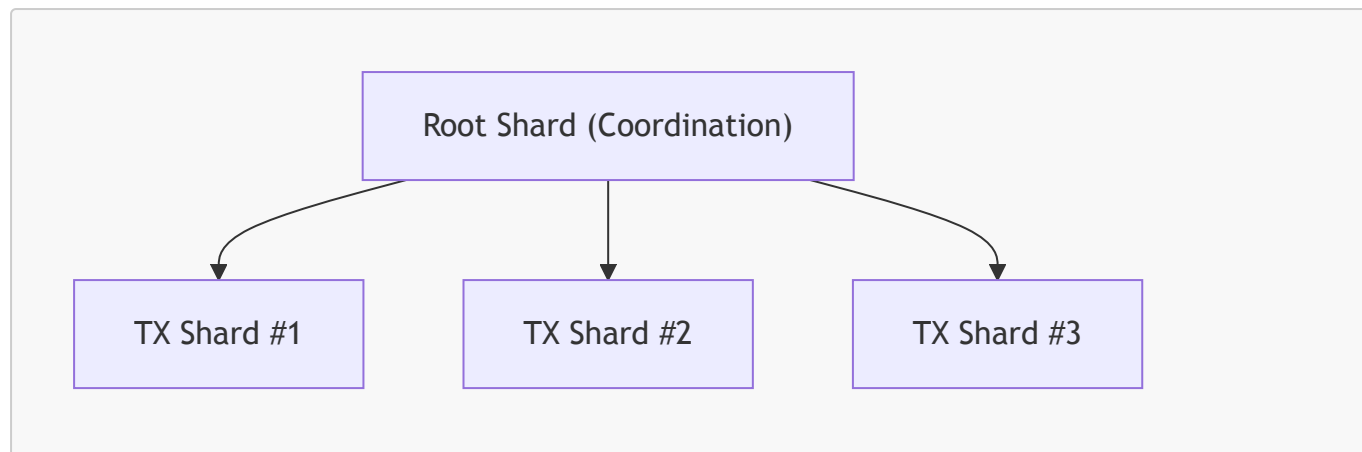 Root Shard (Coordination)
TX Shard #1
TX Shard #2
TX Shard #3